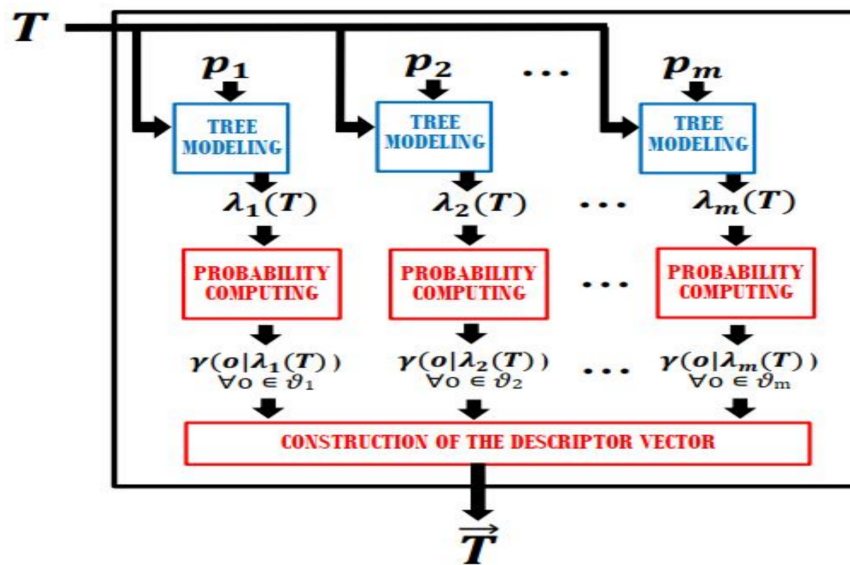 T
p₁ p₂ ... pₘ
TREE MODELING TREE MODELING TREE MODELING
λ₁(T) λ₂(T) ... λₘ(T)
PROBABILITY COMPUTING PROBABILITY COMPUTING ... PROBABILITY COMPUTING
γ(o|λ₁(T)) γ(o|λ₂(T)) ... γ(o|λₘ(T))
∀o ∈ ϑ₁ ∀o ∈ ϑ₂ ∀o ∈ ϑₘ
CONSTRUCTION OF THE DESCRIPTOR VECTOR
T⃗